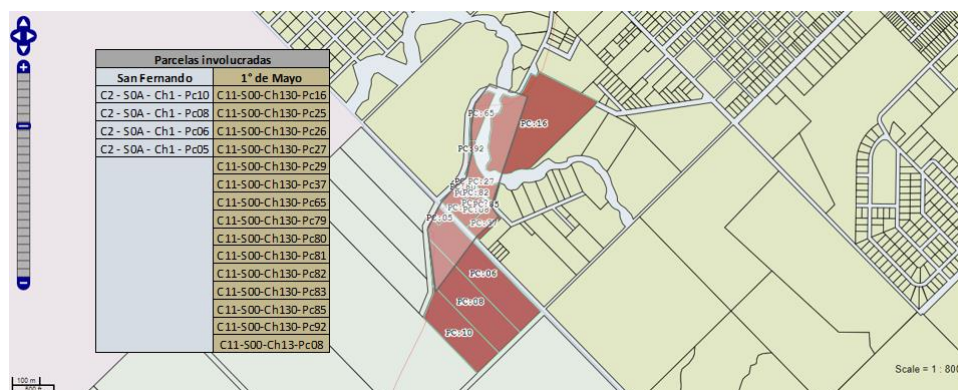 Parcelas involucradas
San Fernando 1° de Mayo
C2 - S0A - Ch1 - Pc10 C11-S00-Ch130-Pc16
C2 - S0A - Ch1 - Pc08 C11-S00-Ch130-Pc25
C2 - S0A - Ch1 - Pc06 C11-S00-Ch130-Pc26
C2 - S0A - Ch1 - Pc05 C11-S00-Ch130-Pc27
C11-S00-Ch130-Pc29
C11-S00-Ch130-Pc37
C11-S00-Ch130-Pc65
C11-S00-Ch130-Pc79
C11-S00-Ch130-Pc80
C11-S00-Ch130-Pc81
C11-S00-Ch130-Pc82
C11-S00-Ch130-Pc83
C11-S00-Ch130-Pc85
C11-S00-Ch130-Pc92
C11-S00-Ch13-Pc08
PC:65
PC:16
PC:92
PC:05
PC:06
PC:08
PC:10
100 m
Scale = 1 : 800